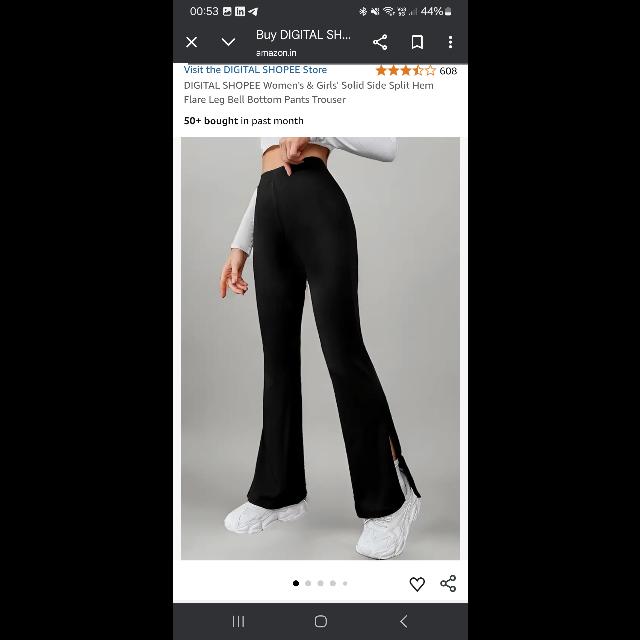 00:53
44%
Buy DIGITAL SH...
amazon.in
Visit the DIGITAL SHOPEE Store
608
DIGITAL SHOPEE Women's & Girls' Solid Side Split Hem
Flare Leg Bell Bottom Pants Trouser
50+ bought in past month